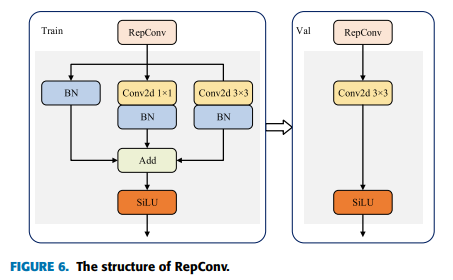 Train
RepConv
BN
Conv2d 1×1
BN
Conv2d 3×3
BN
Add
SiLU
Val
RepConv
Conv2d 3×3
SiLU
FIGURE 6. The structure of RepConv.